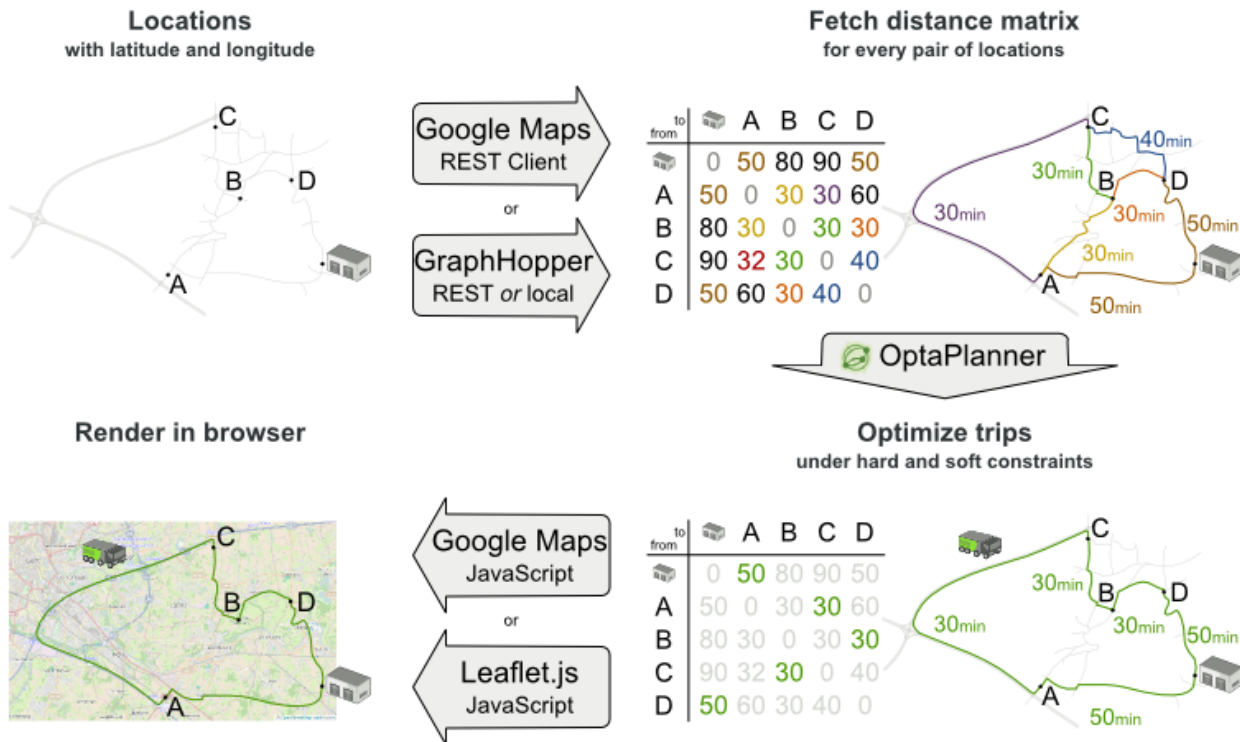 Locations
with latitude and longitude
C
B
D
A
Google Maps
REST Client
or
GraphHopper
REST or local
Fetch distance matrix
for every pair of locations
to
from
A B C D
0 50 80 90 50
A 50 0 30 30 60
B 80 30 0 30 30
C 90 32 30 0 40
D 50 60 30 40 0
C
40min
30min
B
D
30min
30min
50min
30min
A
50min
OptaPlanner
Optimize trips
under hard and soft constraints
to
from
A B C D
0 50 80 90 50
A 50 0 30 30 60
B 80 30 0 30 30
C 90 32 30 0 40
D 50 60 30 40 0
C
30min
B
D
30min
30min
50min
A
50min
Google Maps
JavaScript
or
Leaflet.js
JavaScript
Render in browser
C
B
D
A